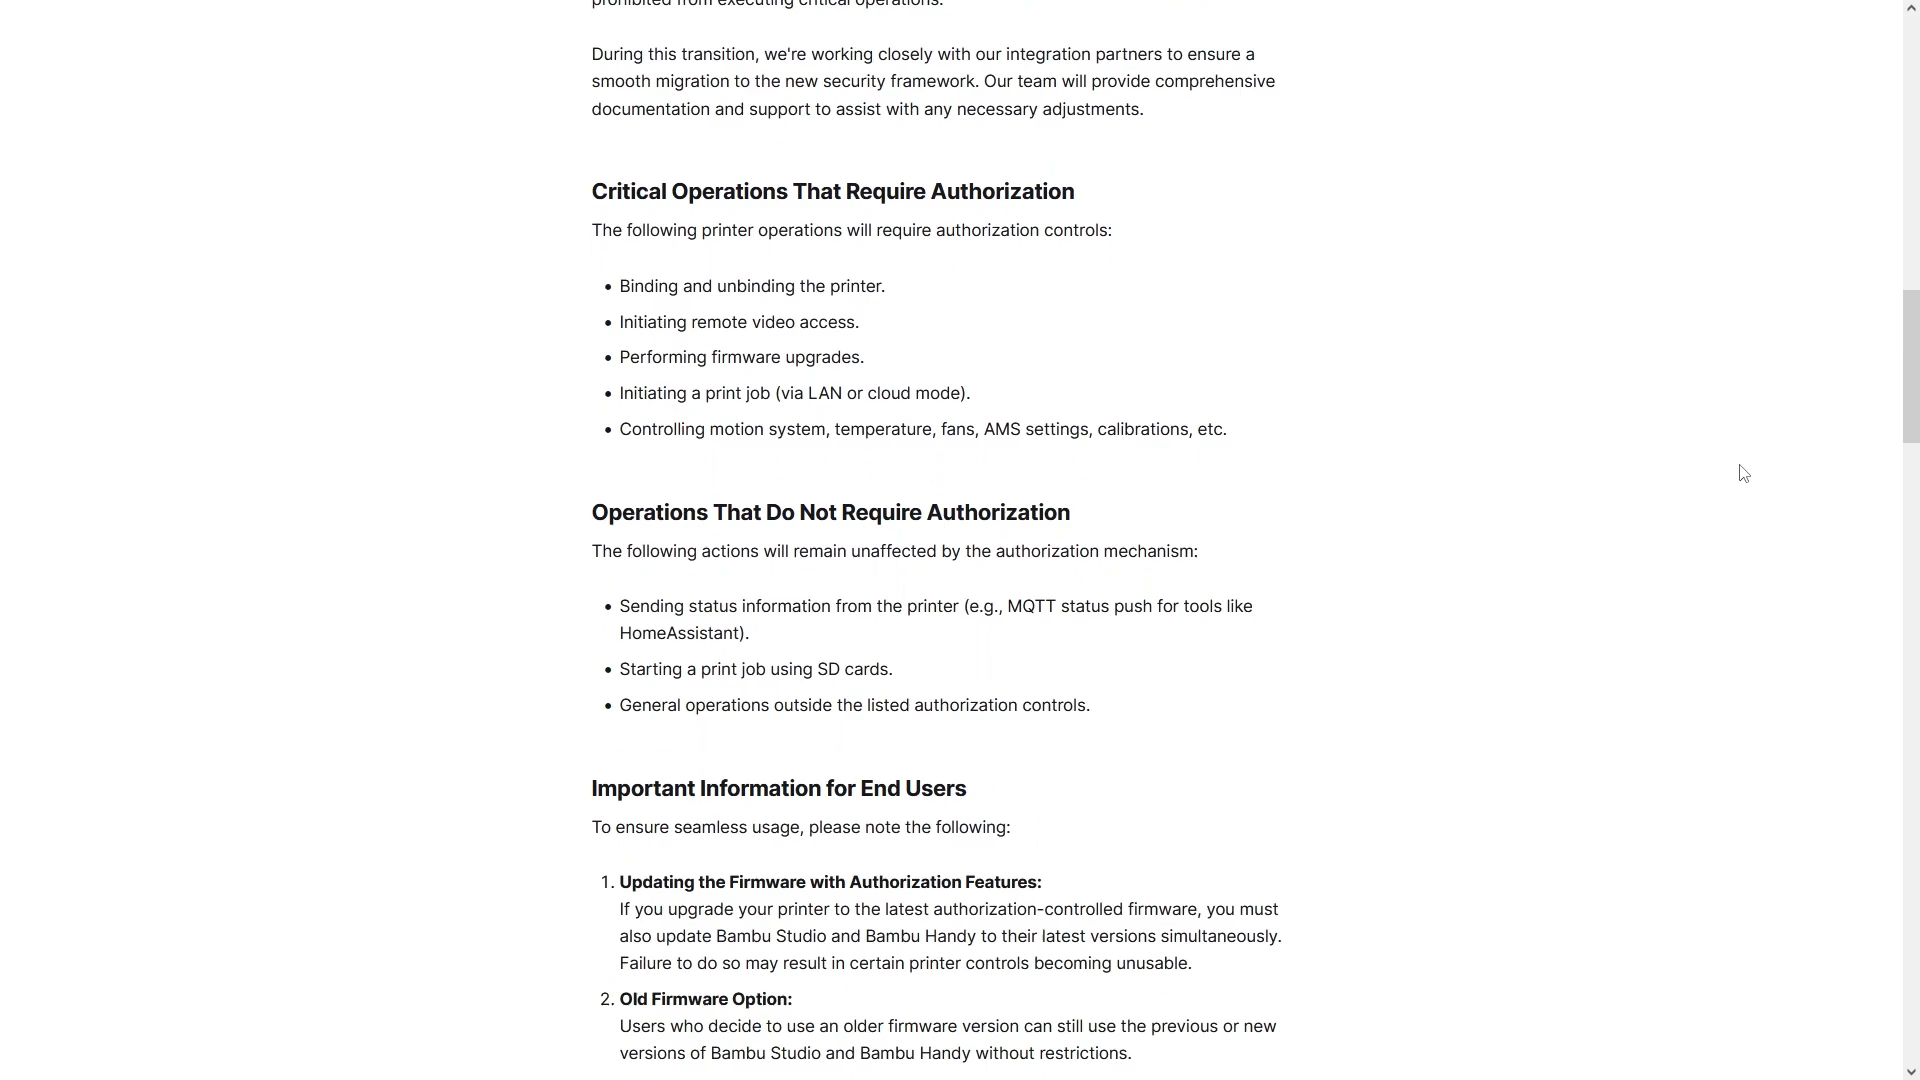 prohibited from executing critical operations.
During this transition, we're working closely with our integration partners to ensure a
smooth migration to the new security framework. Our team will provide comprehensive
documentation and support to assist with any necessary adjustments.
Critical Operations That Require Authorization
The following printer operations will require authorization controls:
• Binding and unbinding the printer.
• Initiating remote video access.
• Performing firmware upgrades.
• Initiating a print job (via LAN or cloud mode).
• Controlling motion system, temperature, fans, AMS settings, calibrations, etc.
Operations That Do Not Require Authorization
The following actions will remain unaffected by the authorization mechanism:
• Sending status information from the printer (e.g., MQTT status push for tools like
HomeAssistant).
• Starting a print job using SD cards.
• General operations outside the listed authorization controls.
Important Information for End Users
To ensure seamless usage, please note the following:
1. Updating the Firmware with Authorization Features:
If you upgrade your printer to the latest authorization-controlled firmware, you must
also update Bambu Studio and Bambu Handy to their latest versions simultaneously.
Failure to do so may result in certain printer controls becoming unusable.
2. Old Firmware Option:
Users who decide to use an older firmware version can still use the previous or new
versions of Bambu Studio and Bambu Handy without restrictions.